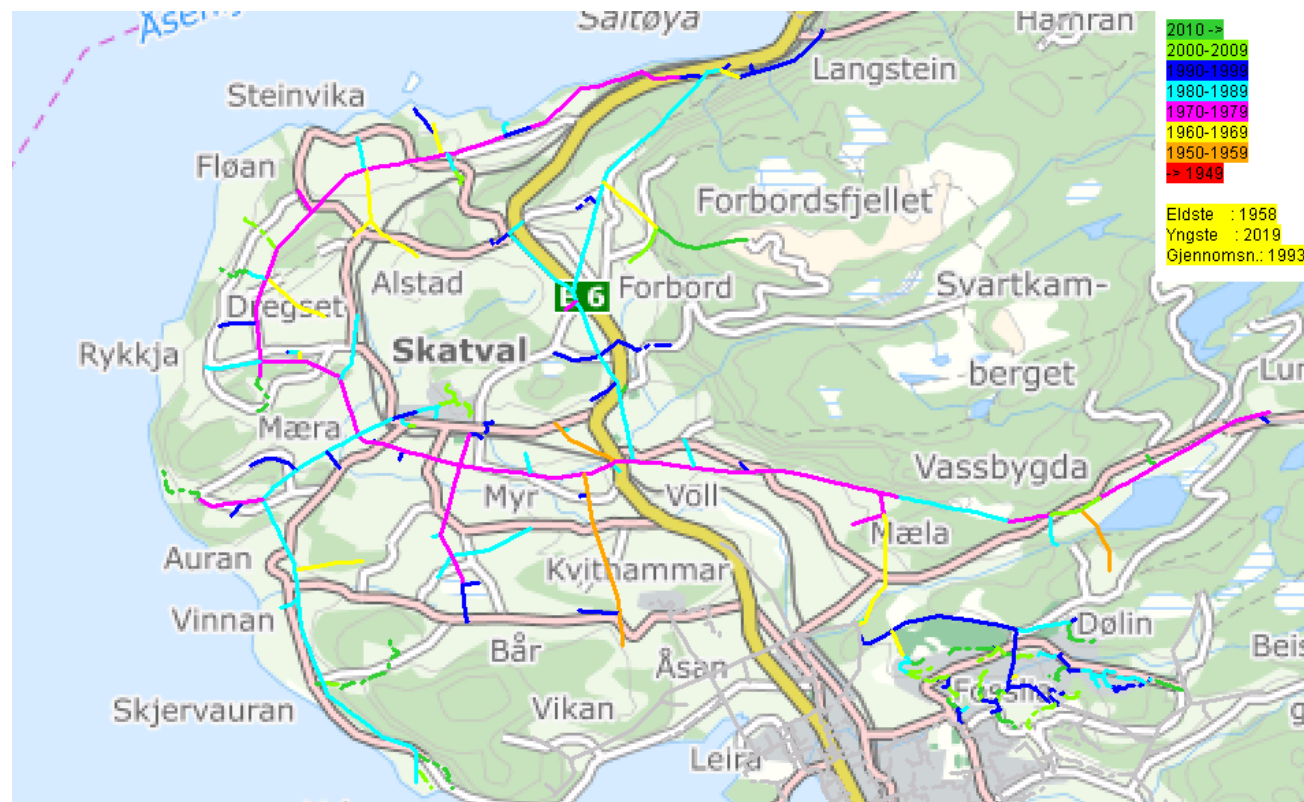 Saltøya
Hamran
Langstein
Steinvika
Fløan
Forbordsfjellet
Alstad
E 6
Forbord
Svartkam-
berget
Dregset
Rykkja
Skatval
Mæra
Vassbygda
Myr
Voll
Mæla
Auran
Kvithammar
Vinnan
Bår
Åsan
Dølin
Skjervauran
Vikan
Leira
2010 ->
2000-2009
1990-1999
1980-1989
1970-1979
1960-1969
1950-1959
-> 1949
Eldste : 1958
Yngste : 2019
Gjennomsn.: 1993